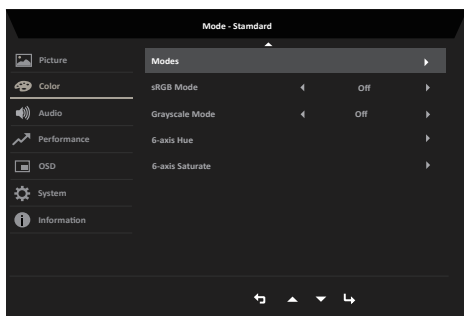 Mode - Stamdard
Picture
Modes
Color
sRGB Mode Off
Audio
Grayscale Mode Off
Performance
6-axis Hue
OSD
6-axis Saturate
System
Information